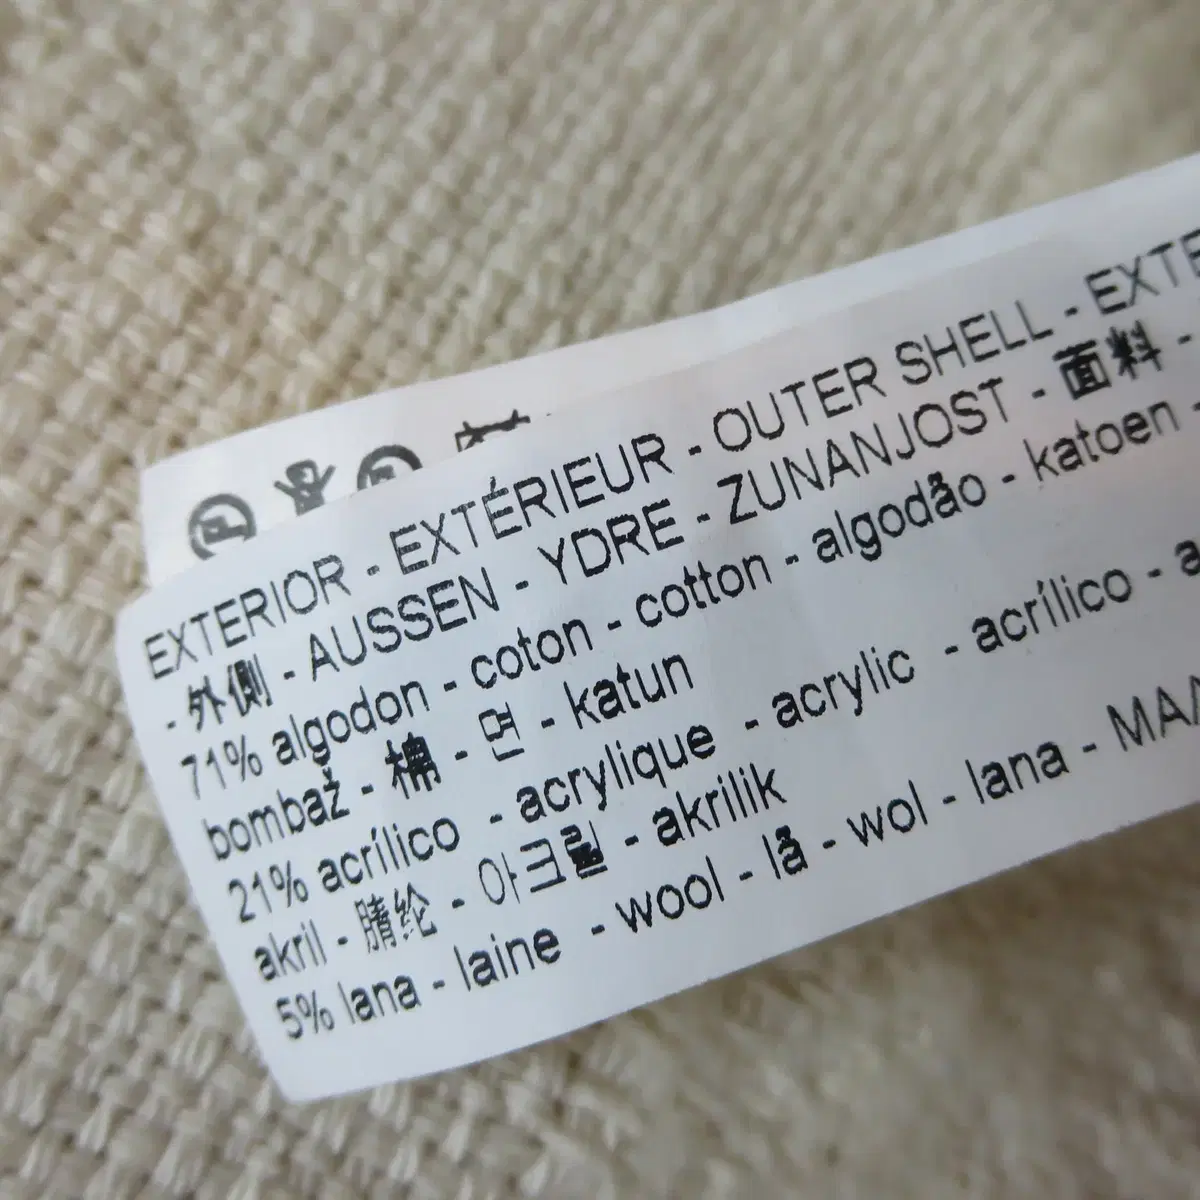 EXTERIOR - EXTÉRIEUR - OUTER SHELL -
- 外側 - AUSSEN - YDRE - ZUNANJOST - 面料 -
71% algodon - coton - cotton - algodão - katoen -
bombaž - 棉 - 면 - katun
21% acrílico - acrylique - acrylic - acrílico -
akril - 腈纶 - 아크릴 - akrilik
5% lana - laine - wool - lã - wol - lana -